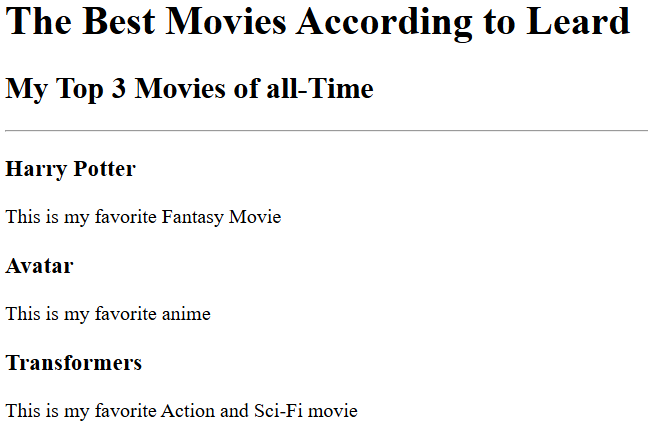 The Best Movies According to Leard
My Top 3 Movies of all-Time
Harry Potter
This is my favorite Fantasy Movie
Avatar
This is my favorite anime
Transformers
This is my favorite Action and Sci-Fi movie